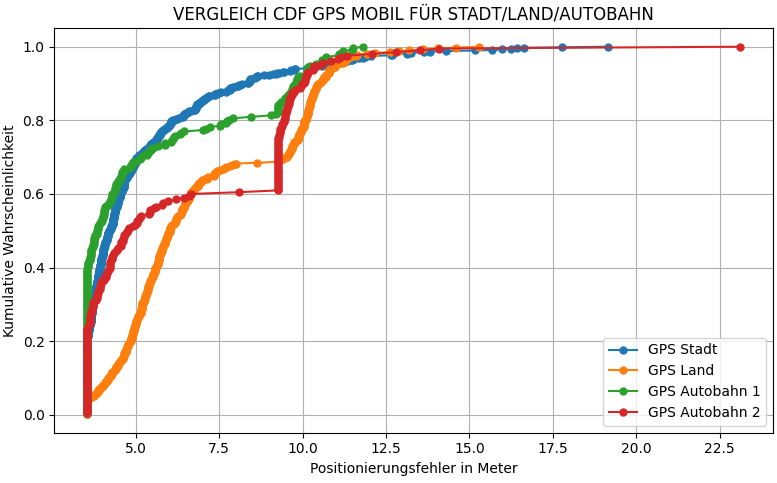 VERGLEICH CDF GPS MOBIL FÜR STADT/LAND/AUTOBAHN
Kumulative Wahrscheinlichkeit
1.0
0.8
0.6
0.4
0.2
0.0
GPS Stadt
GPS Land
GPS Autobahn 1
GPS Autobahn 2
5.0 7.5 10.0 12.5 15.0 17.5 20.0 22.5
Positionierungsfehler in Meter